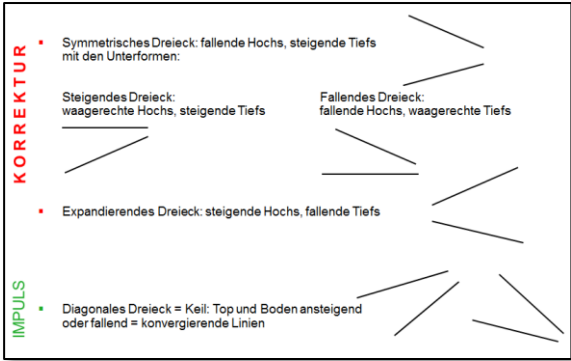 KORREKTUR
▪ Symmetrisches Dreieck: fallende Hochs, steigende Tiefs
mit den Unterformen:
Steigendes Dreieck:
waagerechte Hochs, steigende Tiefs
Fallendes Dreieck:
fallende Hochs, waagerechte Tiefs
▪ Expandierendes Dreieck: steigende Hochs, fallende Tiefs
IMPULS
▪ Diagonales Dreieck = Keil: Top und Boden ansteigend
oder fallend = konvergierende Linien